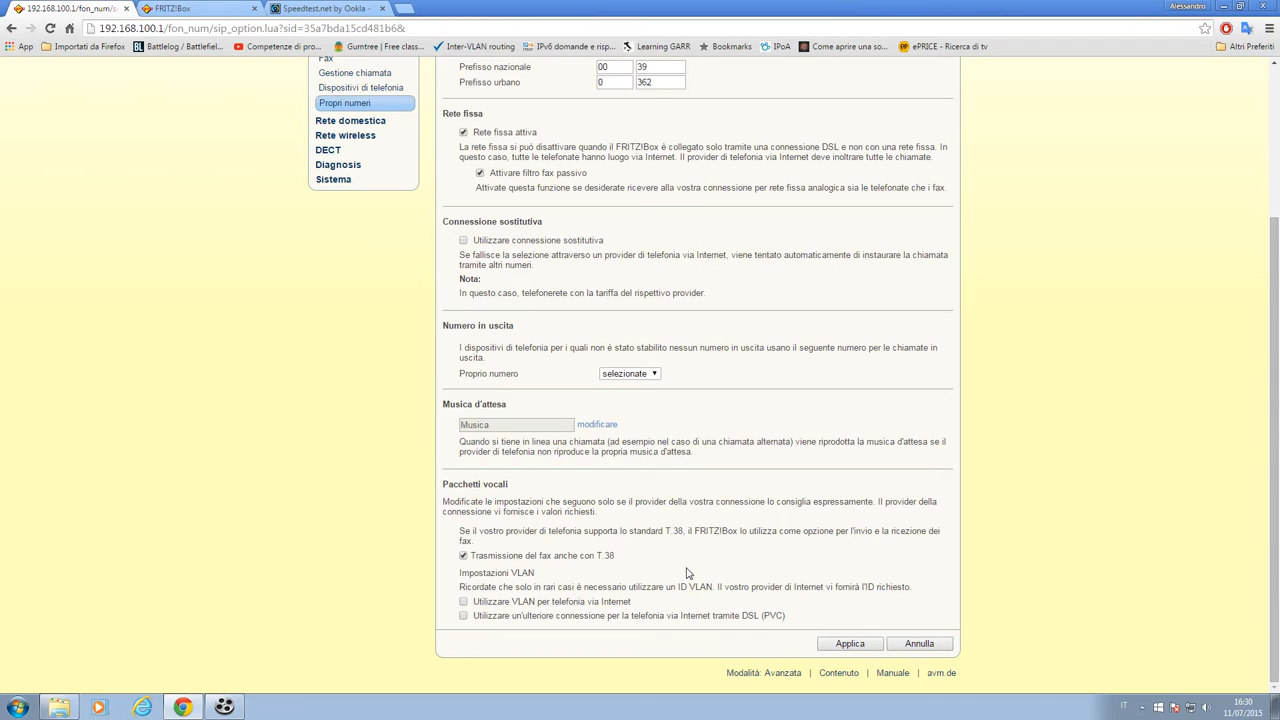 192.168.100.1/fon_num/s
FRITZ!Box
Speedtest.net by Ookla
Alessandro
192.168.100.1/fon_num/sip_option.lua?sid=35a7bda15cd481b6&
App
Importati da Firefox
Battlelog / Battlefiel...
Competenze di pro...
Gumtree | Free class...
Inter-VLAN routing
IPv6 domande e risp...
Learning GARR
Bookmarks
IPoA
Come aprire una so...
ePRICE - Ricerca di tv
Altri Preferiti
Fax
Gestione chiamata
Dispositivi di telefonia
Propri numeri
Rete domestica
Rete wireless
DECT
Diagnosis
Sistema
Prefisso nazionale 00 39
Prefisso urbano 0 362
Rete fissa
Rete fissa attiva
La rete fissa si può disattivare quando il FRITZ!Box è collegato solo tramite una connessione DSL e non con una rete fissa. In
questo caso, tutte le telefonate hanno luogo via Internet. Il provider di telefonia via Internet deve inoltrare tutte le chiamate.
Attivare filtro fax passivo
Attivate questa funzione se desiderate ricevere alla vostra connessione per rete fissa analogica sia le telefonate che i fax.
Connessione sostitutiva
Utilizzare connessione sostitutiva
Se fallisce la selezione attraverso un provider di telefonia via Internet, viene tentato automaticamente di instaurare la chiamata
tramite altri numeri.
Nota:
In questo caso, telefonerete con la tariffa del rispettivo provider.
Numero in uscita
I dispositivi di telefonia per i quali non è stato stabilito nessun numero in uscita usano il seguente numero per le chiamate in
uscita.
Proprio numero selezionate
Musica d'attesa
Musica modificare
Quando si tiene in linea una chiamata (ad esempio nel caso di una chiamata alternata) viene riprodotta la musica d'attesa se il
provider di telefonia non riproduce la propria musica d'attesa.
Pacchetti vocali
Modificate le impostazioni che seguono solo se il provider della vostra connessione lo consiglia espressamente. Il provider della
connessione vi fornisce i valori richiesti.
Se il vostro provider di telefonia supporta lo standard T.38, il FRITZ!Box lo utilizza come opzione per l'invio e la ricezione dei
fax.
Trasmissione del fax anche con T.38
Impostazioni VLAN
Ricordate che solo in rari casi è necessario utilizzare un ID VLAN. Il vostro provider di Internet vi fornirà l'ID richiesto.
Utilizzare VLAN per telefonia via Internet
Utilizzare un'ulteriore connessione per la telefonia via Internet tramite DSL (PVC)
Applica
Annulla
Modalità: Avanzata | Contenuto | Manuale | avm.de
IT
16:30
11/07/2015